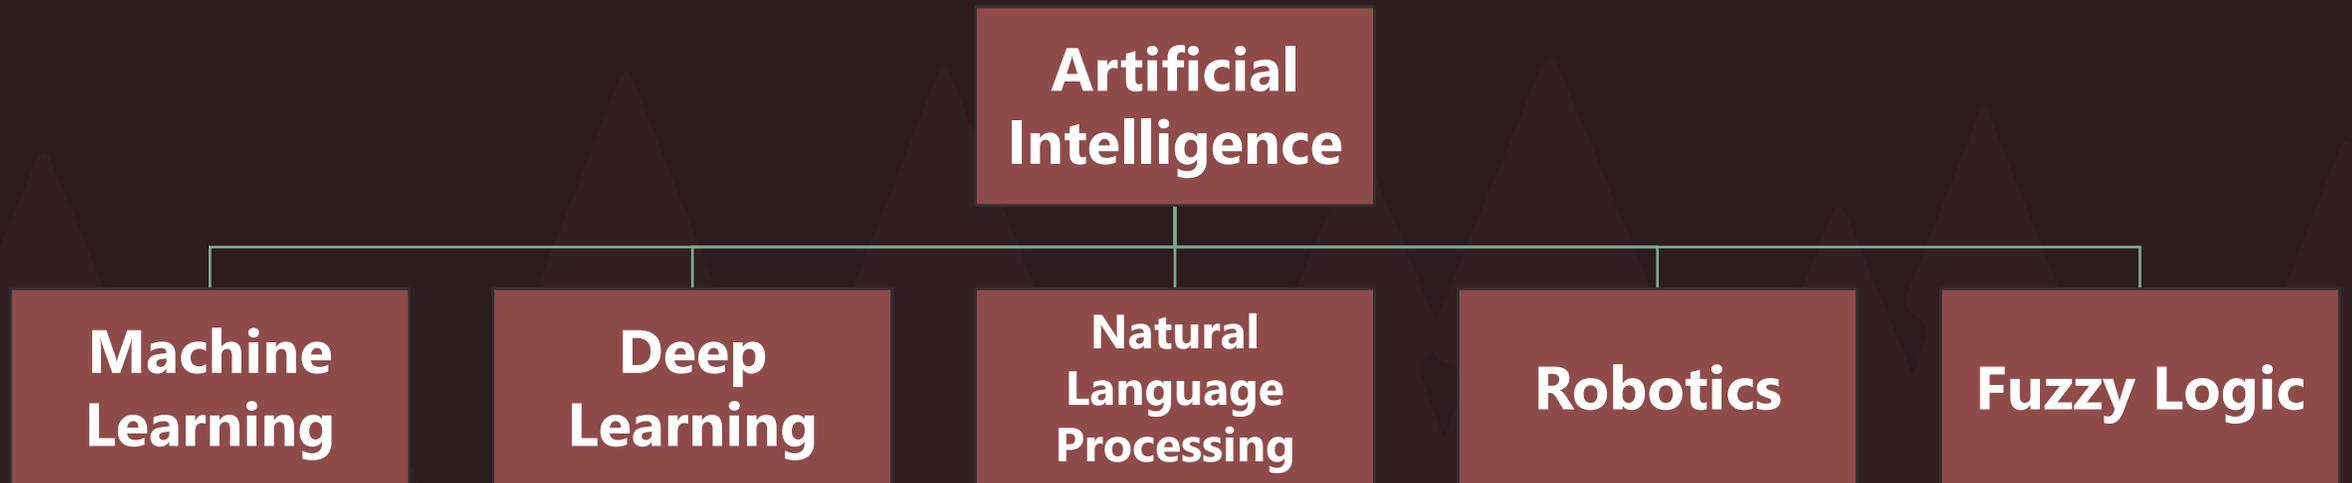 Artificial
Intelligence
Machine
Learning
Deep
Learning
Natural
Language
Processing
Robotics
Fuzzy Logic